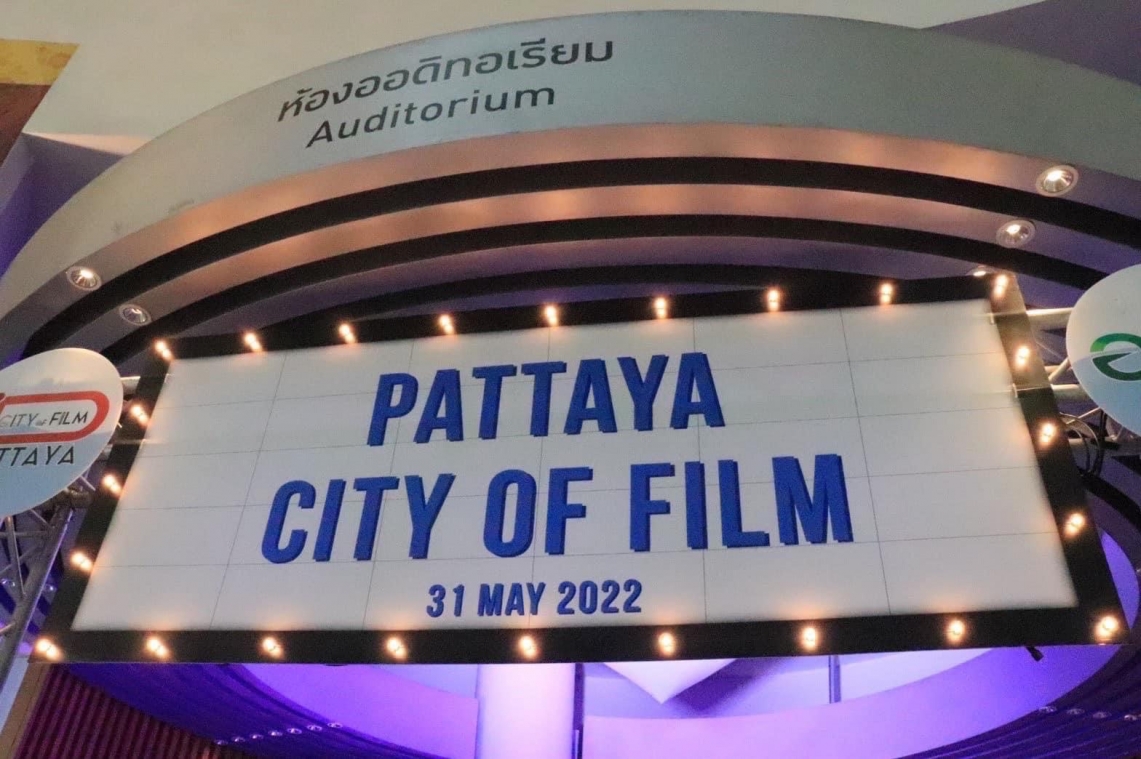 ห้องออดิทอเรียม
Auditorium
PATTAYA
CITY OF FILM
31 MAY 2022
CITY of FILM
TTAYA